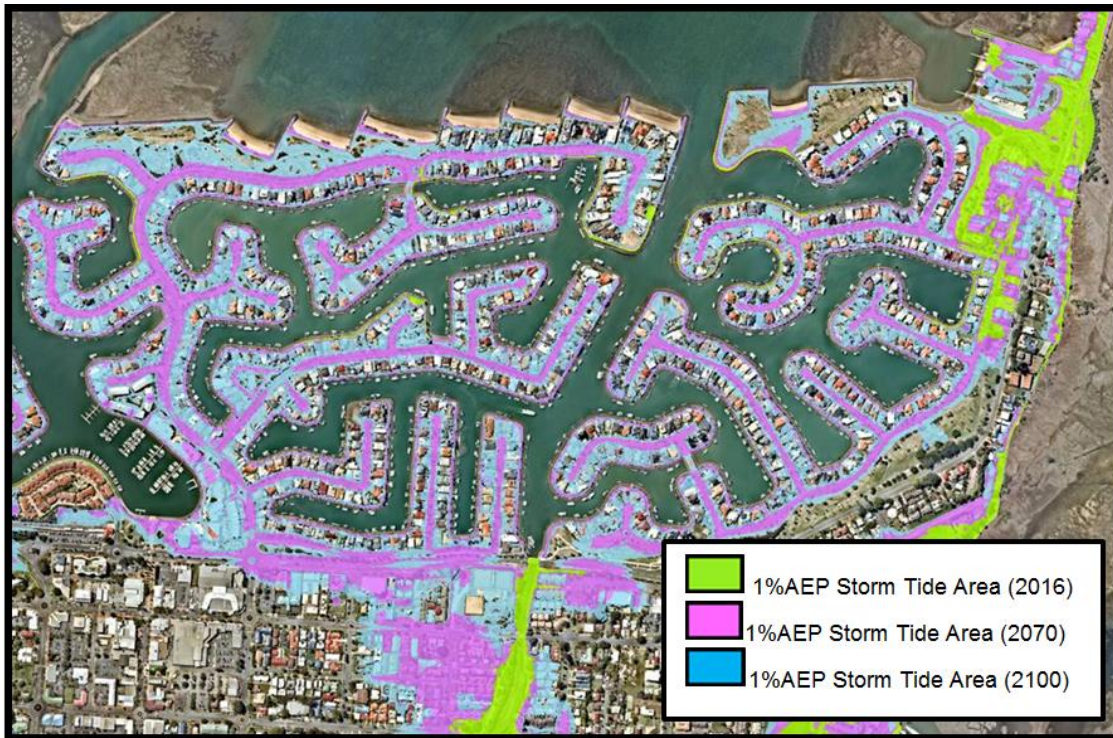 1%AEP Storm Tide Area (2016)
1%AEP Storm Tide Area (2070)
1%AEP Storm Tide Area (2100)